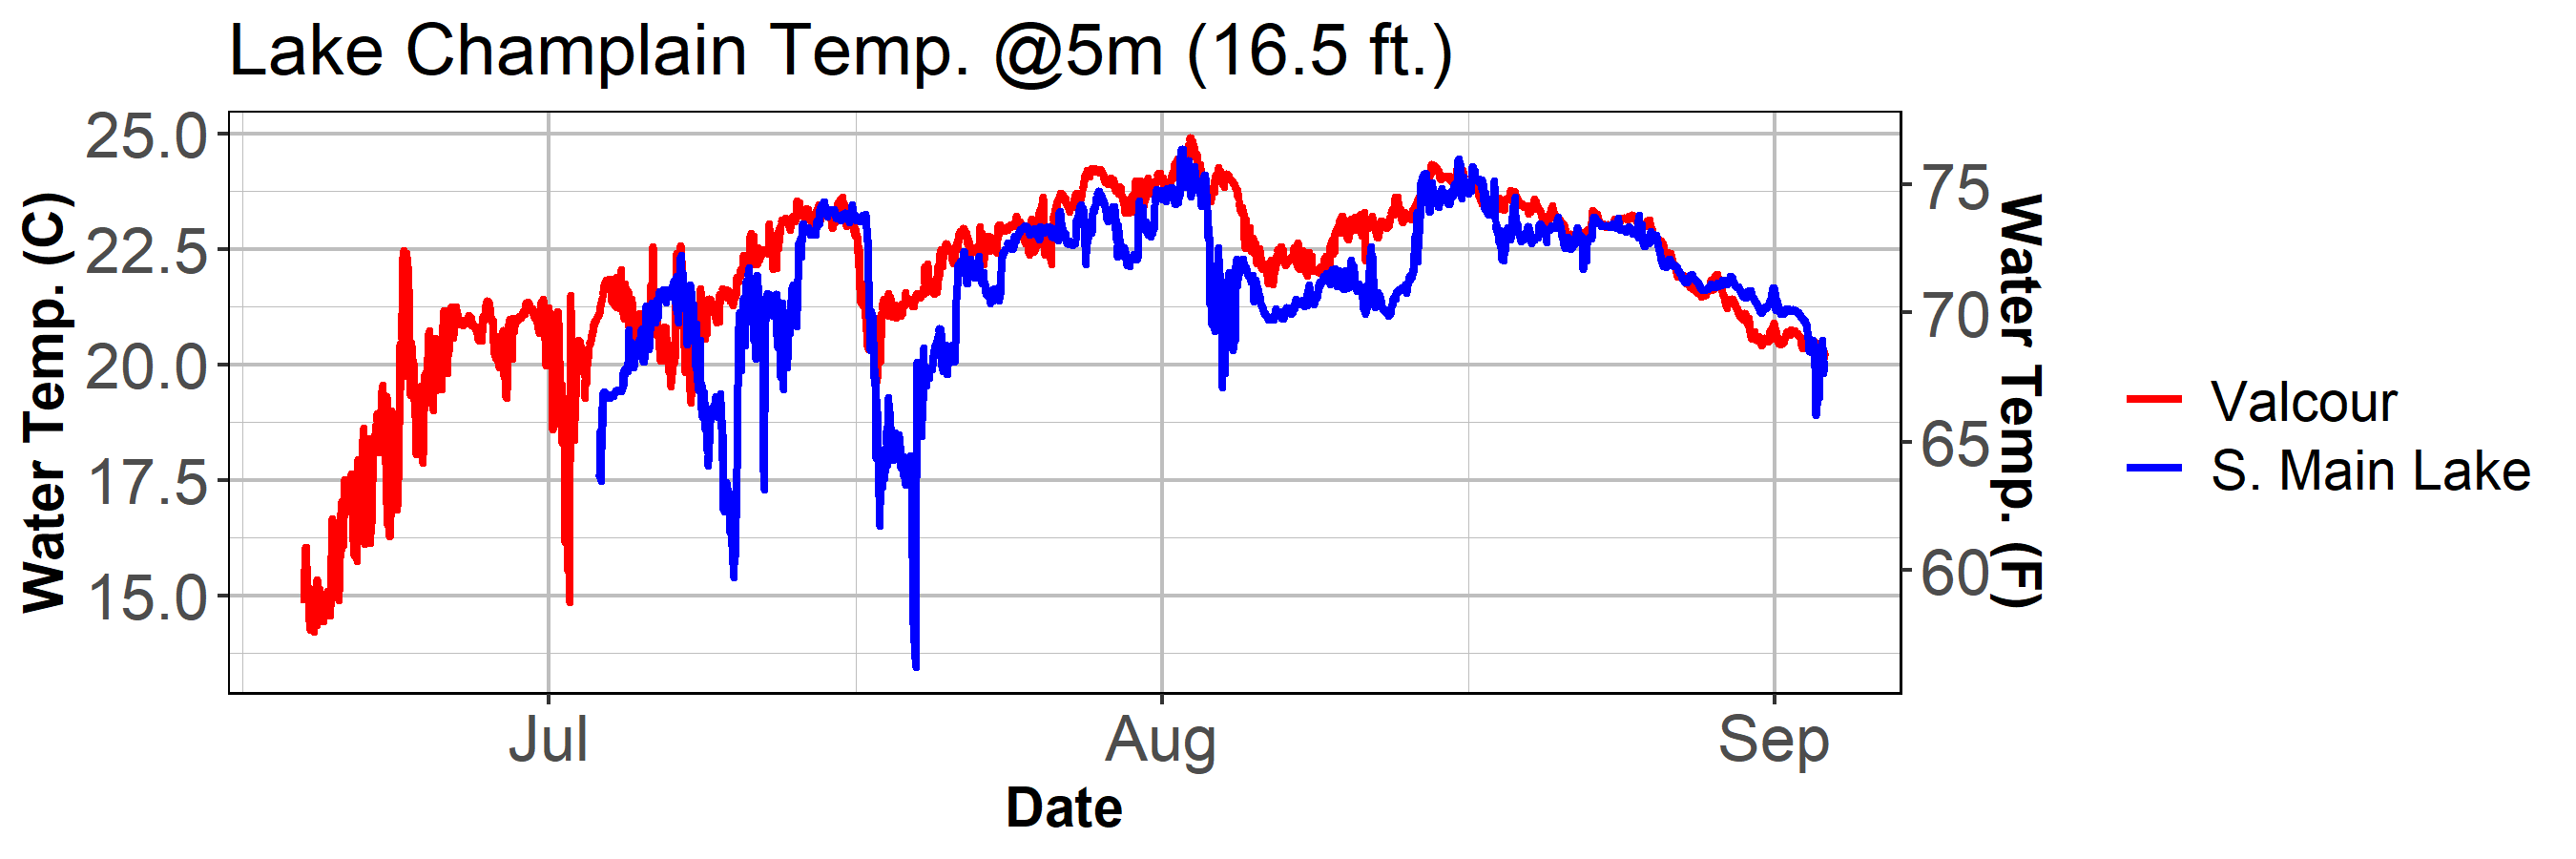 Lake Champlain Temp. @5m (16.5 ft.)
Water Temp. (C)
25.0
22.5
20.0
17.5
15.0
75
70
65
60
Water Temp. (F)
Jul
Aug
Sep
Date
Valcour
S. Main Lake